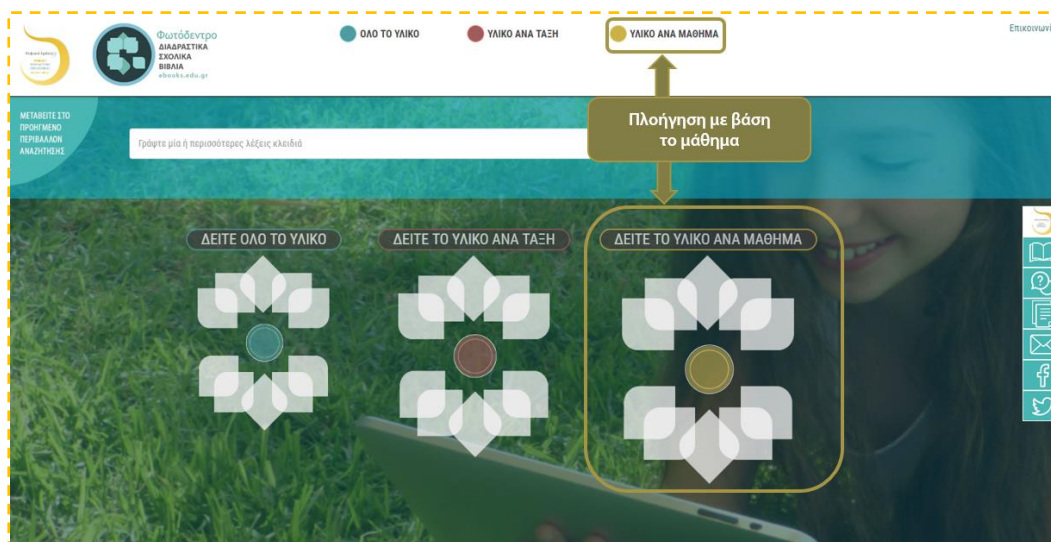 Φωτόδεντρο
ΔΙΑΔΡΑΣΤΙΚΑ
ΣΧΟΛΙΚΑ
ΒΙΒΛΙΑ
ebooks.edu.gr
ΟΛΟ ΤΟ ΥΛΙΚΟ
ΥΛΙΚΟ ΑΝΑ ΤΑΞΗ
ΥΛΙΚΟ ΑΝΑ ΜΑΘΗΜΑ
Επικοινωνί
ΜΕΤΑΒΕΙΤΕ ΣΤΟ
ΠΡΟΗΓΜΕΝΟ
ΠΕΡΙΒΑΛΛΟΝ
ΑΝΑΖΗΤΗΣΗΣ
Γράψτε μία ή περισσότερες λέξεις κλειδιά
Πλοήγηση με βάση
το μάθημα
ΔΕΙΤΕ ΟΛΟ ΤΟ ΥΛΙΚΟ
ΔΕΙΤΕ ΤΟ ΥΛΙΚΟ ΑΝΑ ΤΑΞΗ
ΔΕΙΤΕ ΤΟ ΥΛΙΚΟ ΑΝΑ ΜΑΘΗΜΑ